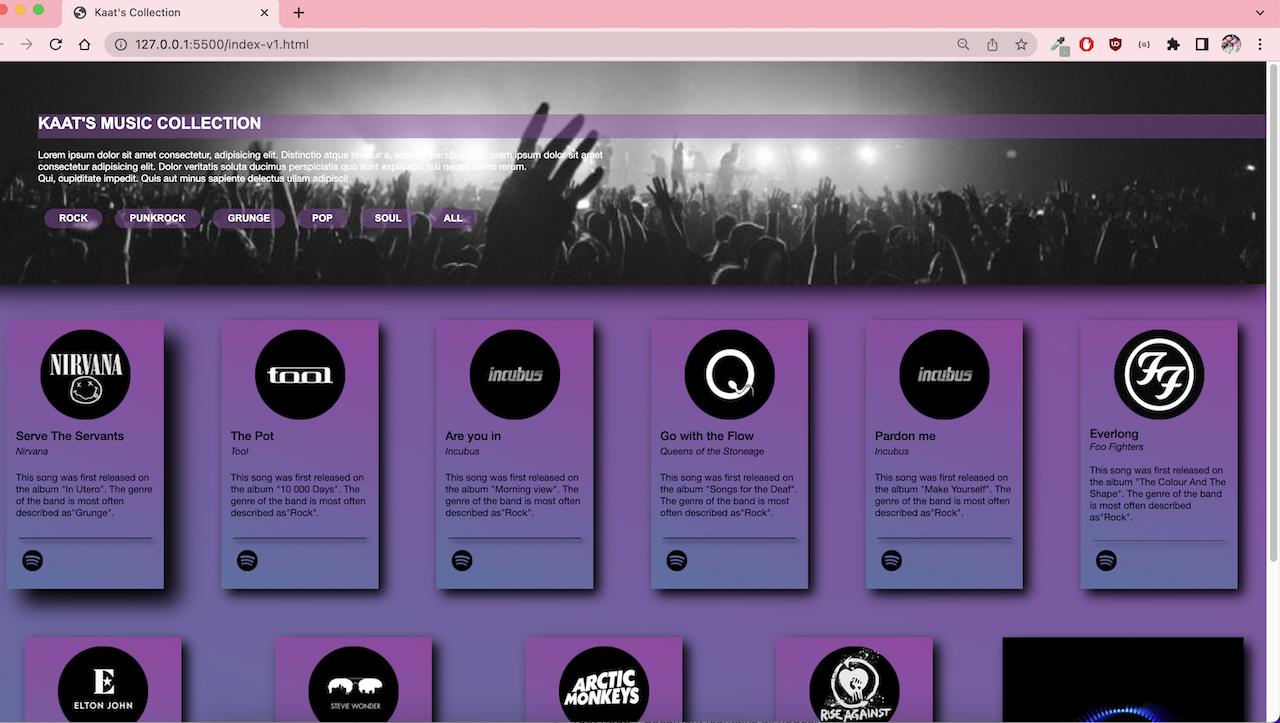 Kaat's Collection
127.0.0.1:5500/index-v1.html
KAAT'S MUSIC COLLECTION
Lorem ipsum dolor sit amet consectetur, adipisicing elit. Distinctio atque tenetur a, Lorem ipsum dolor sit amet
consectetur adipisicing elit. Dolor veritatis soluta ducimus perspiciatis quo sunt explicabo nisi neque libero rerum.
Qui, cupiditate impedit. Quis aut minus sapiente delectus ullam adipisci!
ROCK PUNKROCK GRUNGE POP SOUL ALL
NIRVANA
Serve The Servants
Nirvana
This song was first released on
the album "In Utero". The genre
of the band is most often
described as"Grunge".
TOOL
The Pot
Tool
This song was first released on
the album "10 000 Days". The
genre of the band is most often
described as"Rock".
incubus
Are you in
Incubus
This song was first released on
the album "Morning view". The
genre of the band is most often
described as"Rock".
Q
Go with the Flow
Queens of the Stoneage
This song was first released on
the album "Songs for the Deaf".
The genre of the band is most
often described as"Rock".
incubus
Pardon me
Incubus
This song was first released on
the album "Make Yourself". The
genre of the band is most often
described as"Rock".
FF
Everlong
Foo Fighters
This song was first released on
the album "The Colour And The
Shape". The genre of the band
is most often described
as"Rock".
E
ELTON JOHN
STEVIE WONDER
ARCTIC
MONKEYS
RISE AGAINST